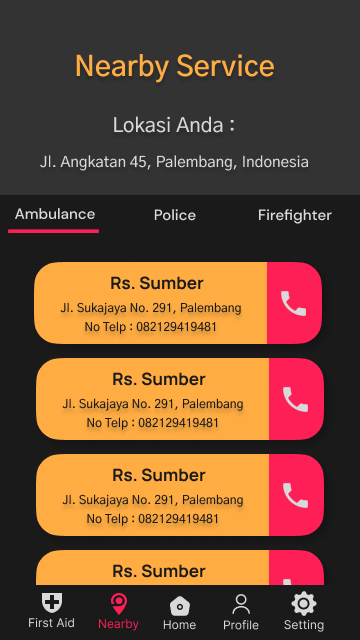 Nearby Service
Lokasi Anda :
Jl. Angkatan 45, Palembang, Indonesia
Ambulance Police Firefighter
Rs. Sumber
Jl. Sukajaya No. 291, Palembang
No Telp : 082129419481
Rs. Sumber
Jl. Sukajaya No. 291, Palembang
No Telp : 082129419481
Rs. Sumber
Jl. Sukajaya No. 291, Palembang
No Telp : 082129419481
Rs. Sumber
First Aid Nearby Home Profile Setting